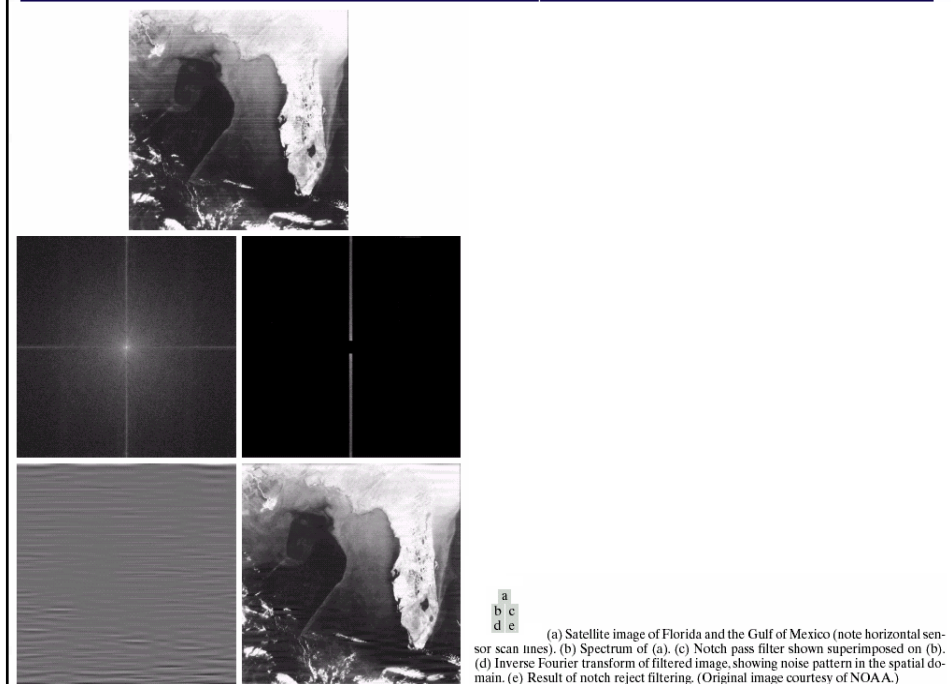 a
b c
d e
(a) Satellite image of Florida and the Gulf of Mexico (note horizontal sen-
sor scan lines). (b) Spectrum of (a). (c) Notch pass filter shown superimposed on (b).
(d) Inverse Fourier transform of filtered image, showing noise pattern in the spatial do-
main. (e) Result of notch reject filtering. (Original image courtesy of NOAA.)